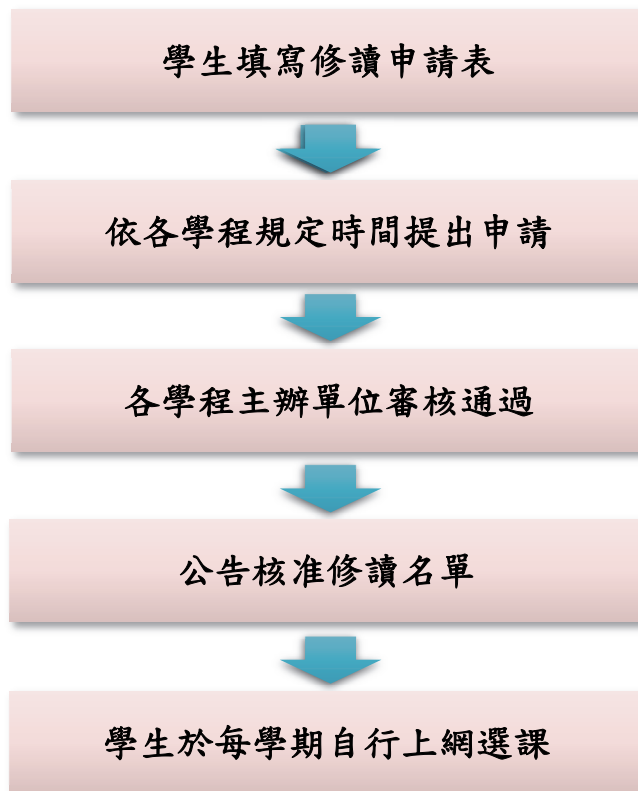 學生填寫修讀申請表
依各學程規定時間提出申請
各學程主辦單位審核通過
公告核准修讀名單
學生於每學期自行上網選課